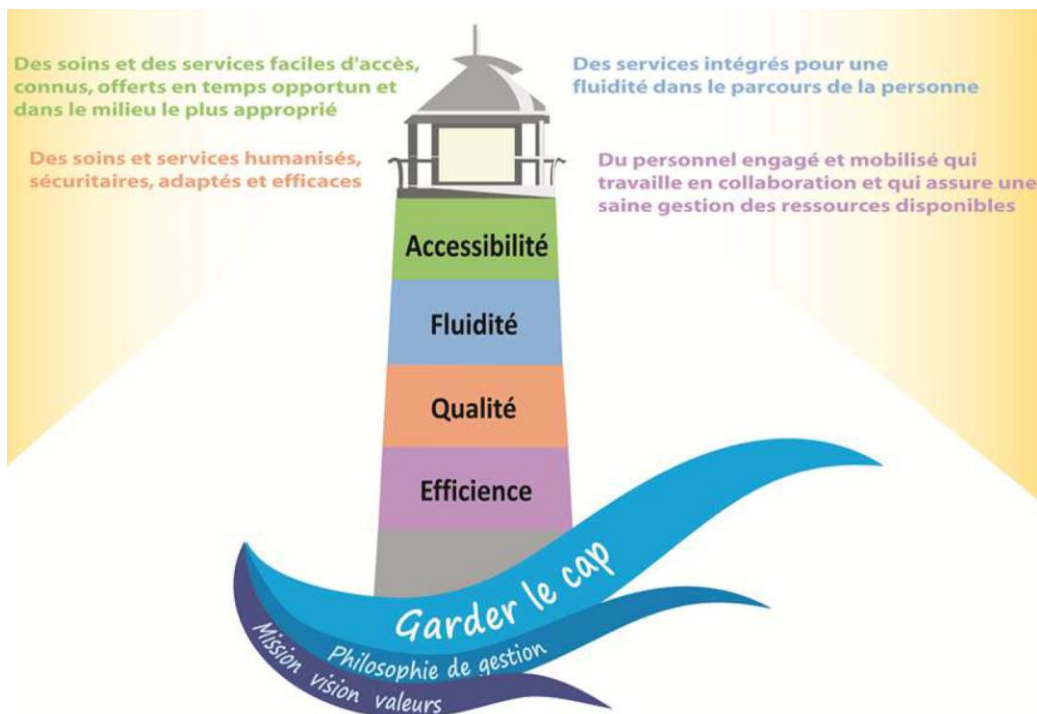 Des soins et des services faciles d'accès,
connus, offerts en temps opportun et
dans le milieu le plus approprié
Des services intégrés pour une
fluidité dans le parcours de la personne
Des soins et services humanisés,
sécuritaires, adaptés et efficaces
Du personnel engagé et mobilisé qui
travaille en collaboration et qui assure une
saine gestion des ressources disponibles
Accessibilité
Fluidité
Qualité
Efficience
Garder le cap
Philosophie de gestion
Mission vision valeurs